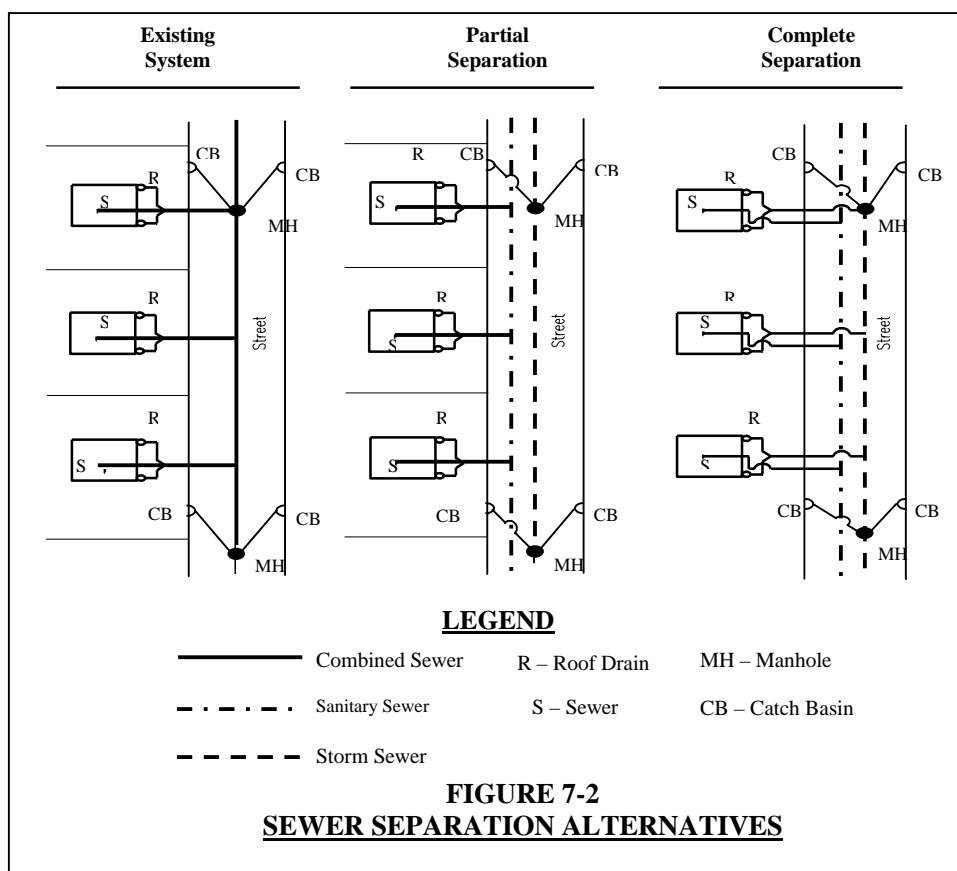 Existing
System
Partial
Separation
Complete
Separation
CB
R
CB
S
MH
R
S
Street
R
S
CB
CB
MH
R
CB
CB
S
MH
R
S
Street
R
S
CB
CB
MH
CB
R
CB
S
MH
R
S
Street
R
S
CB
CB
MH
LEGEND
Combined Sewer
R – Roof Drain
MH – Manhole
Sanitary Sewer
S – Sewer
CB – Catch Basin
Storm Sewer
FIGURE 7-2
SEWER SEPARATION ALTERNATIVES